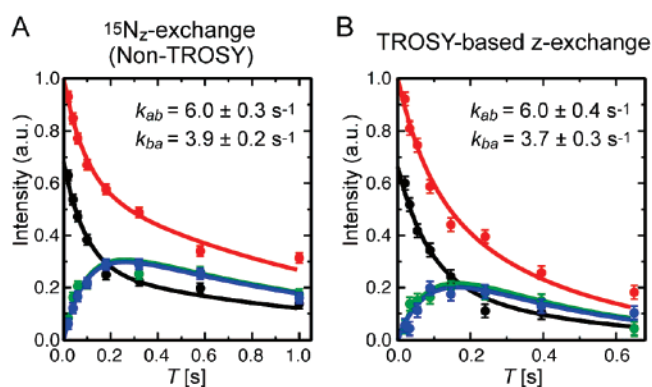 A
¹⁵Nz-exchange
(Non-TROSY)
kab = 6.0 ± 0.3 s-1
kba = 3.9 ± 0.2 s-1
Intensity (a.u.)
1.0
0.8
0.6
0.4
0.2
0.0
0.0 0.2 0.4 0.6 0.8 1.0
T [s]
B
TROSY-based z-exchange
kab = 6.0 ± 0.4 s-1
kba = 3.7 ± 0.3 s-1
Intensity (a.u.)
1.0
0.8
0.6
0.4
0.2
0.0
0.0 0.2 0.4 0.6
T [s]